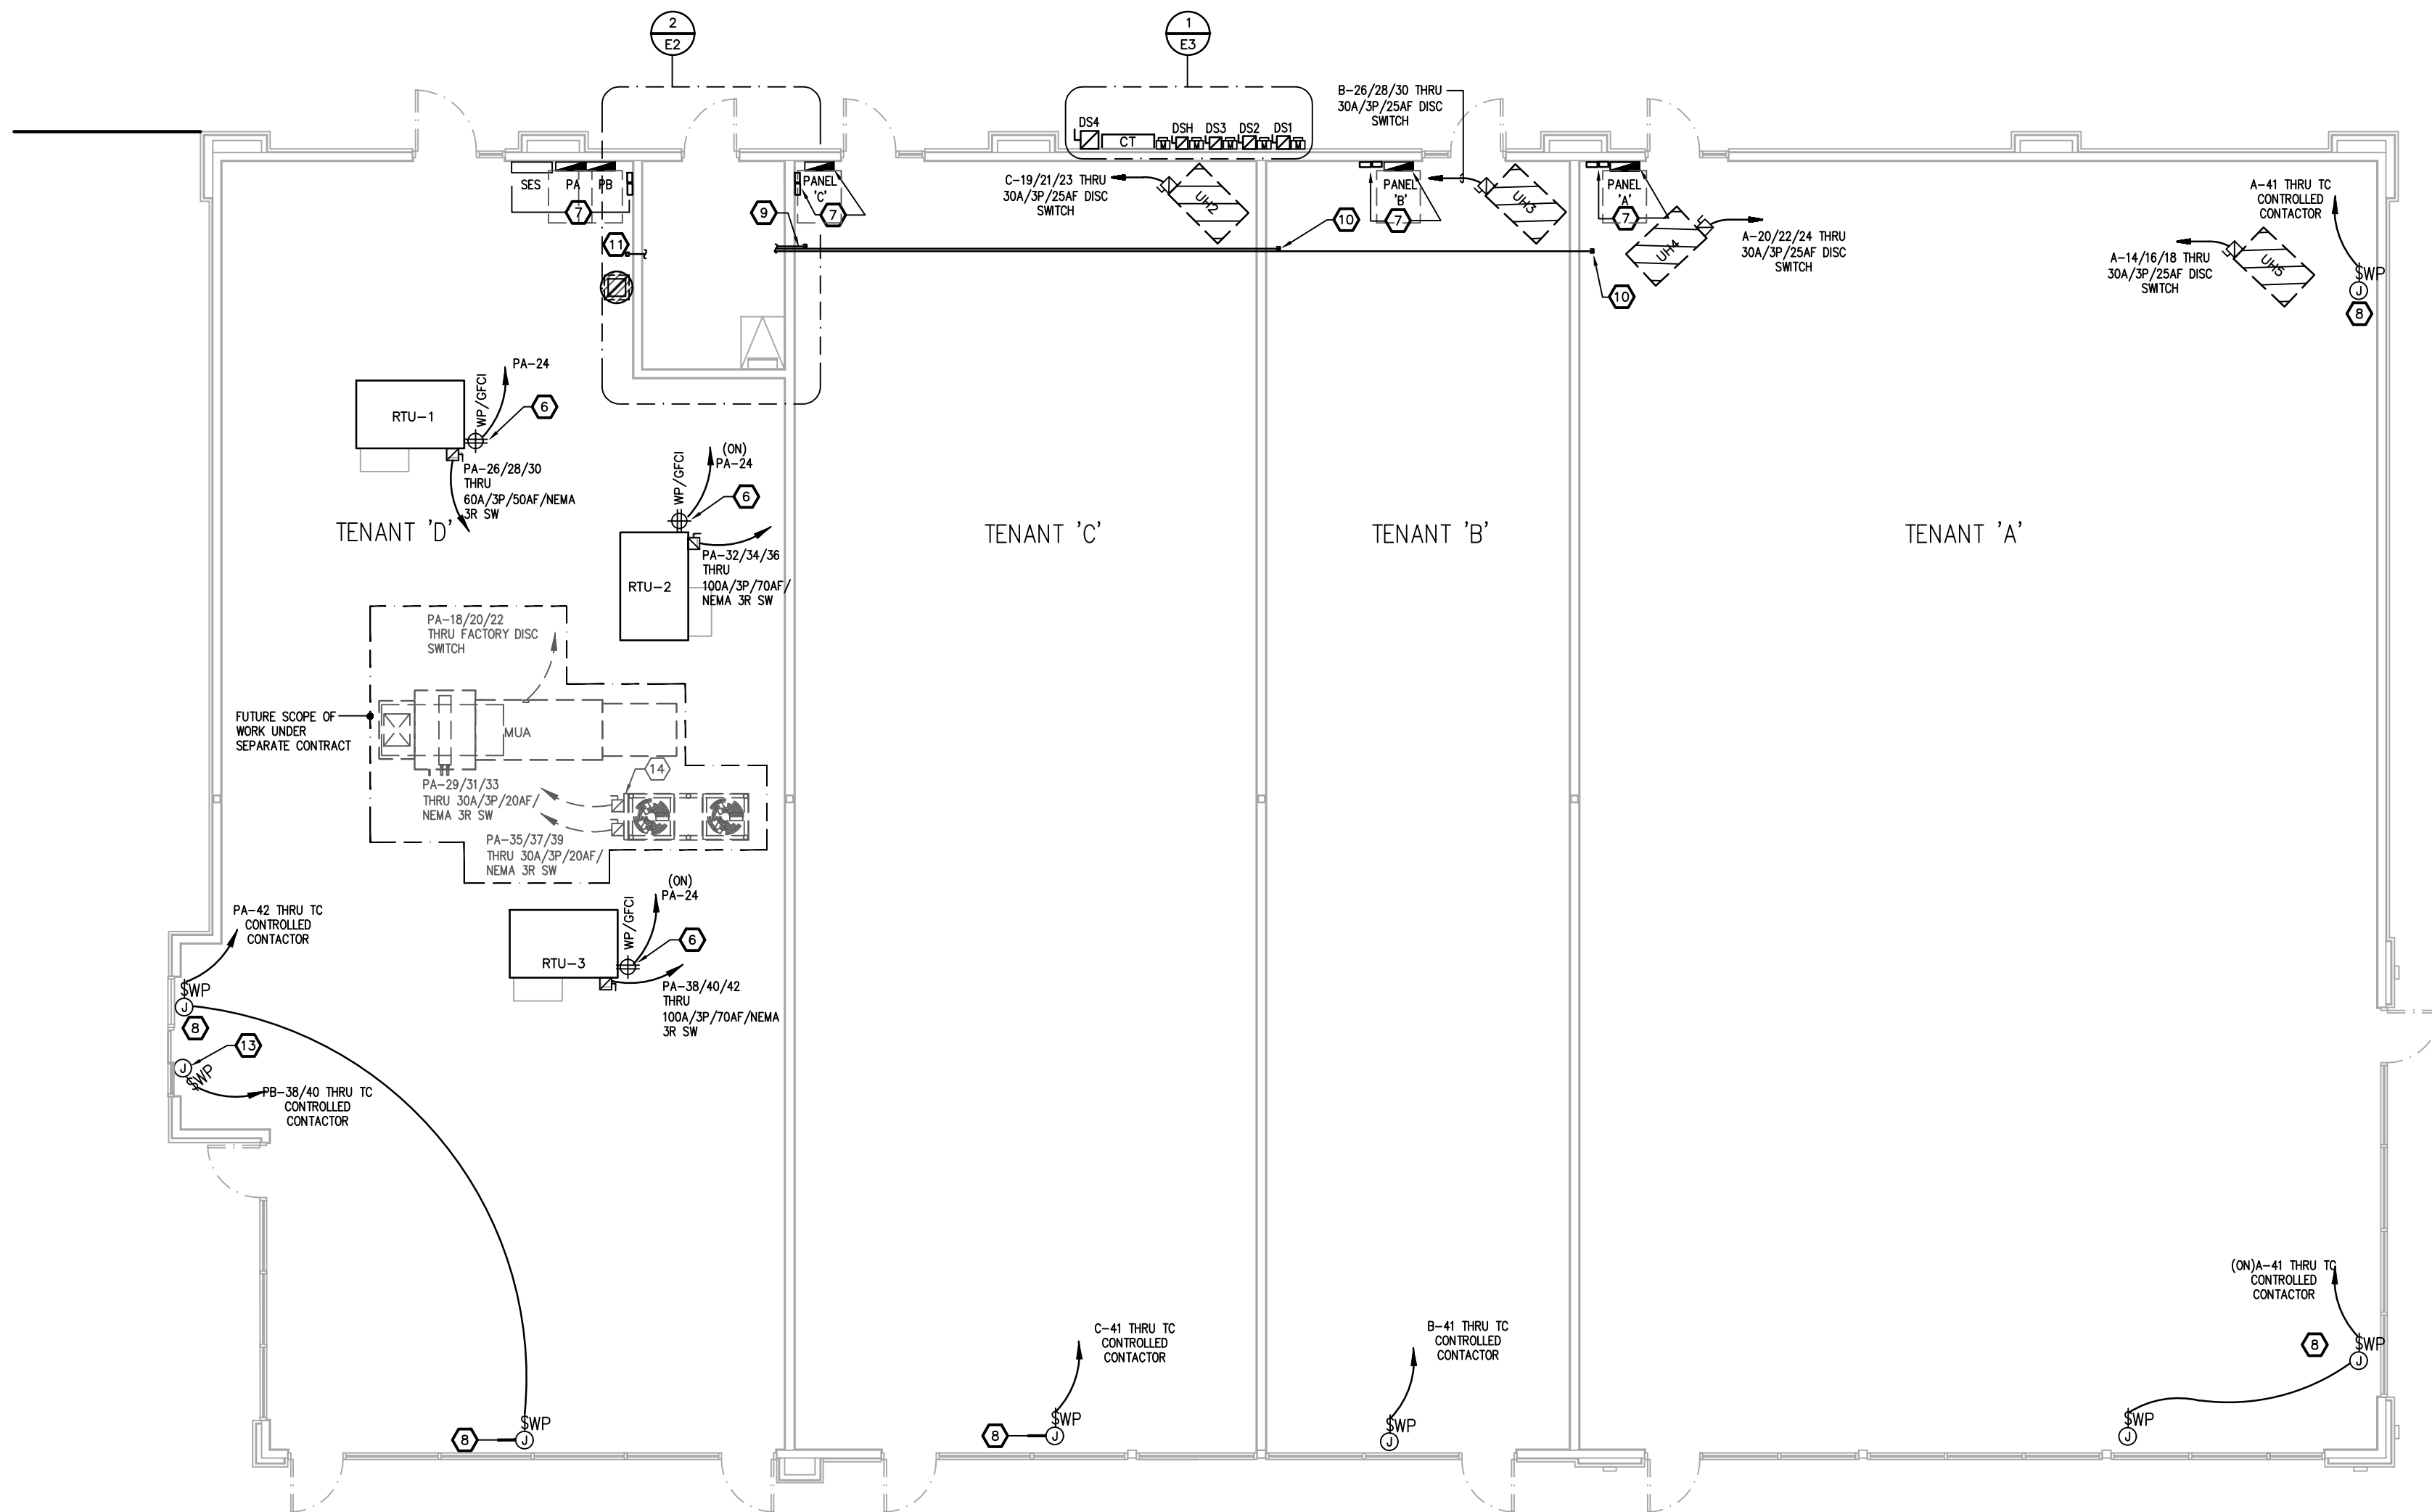 2
E2
1
E3
B-26/28/30 THRU
30A/3P/25AF DISC
SWITCH
DS4
CT
DSH
DS3
DS2
DS1
SES
PA
PB
7
PANEL
'C'
7
9
11
C-19/21/23 THRU
30A/3P/25AF DISC
SWITCH
UH2
10
PANEL
'B'
7
UH3
PANEL
'A'
7
UH4
10
A-20/22/24 THRU
30A/3P/25AF DISC
SWITCH
A-14/16/18 THRU
30A/3P/25AF DISC
SWITCH
UH5
A-41 THRU TC
CONTROLLED
CONTACTOR
$WP
J
8
RTU-1
WP/GFCI
PA-24
6
PA-26/28/30
THRU
60A/3P/50AF/NEMA
3R SW
(ON)
PA-24
WP/GFCI
6
RTU-2
PA-32/34/36
THRU
100A/3P/70AF/
NEMA 3R SW
TENANT 'D'
TENANT 'C'
TENANT 'B'
TENANT 'A'
PA-18/20/22
THRU FACTORY DISC
SWITCH
FUTURE SCOPE OF
WORK UNDER
SEPARATE CONTRACT
MUA
14
PA-29/31/33
THRU 30A/3P/20AF/
NEMA 3R SW
PA-35/37/39
THRU 30A/3P/20AF/
NEMA 3R SW
(ON)
PA-24
WP/GFCI
6
RTU-3
PA-38/40/42
THRU
100A/3P/70AF/NEMA
3R SW
PA-42 THRU TC
CONTROLLED
CONTACTOR
$WP
J
8
13
J
$WP
PB-38/40 THRU TC
CONTROLLED
CONTACTOR
8
$WP
J
C-41 THRU TC
CONTROLLED
CONTACTOR
8
$WP
J
B-41 THRU TC
CONTROLLED
CONTACTOR
$WP
J
(ON)A-41 THRU TC
CONTROLLED
CONTACTOR
8
$WP
J
$WP
J